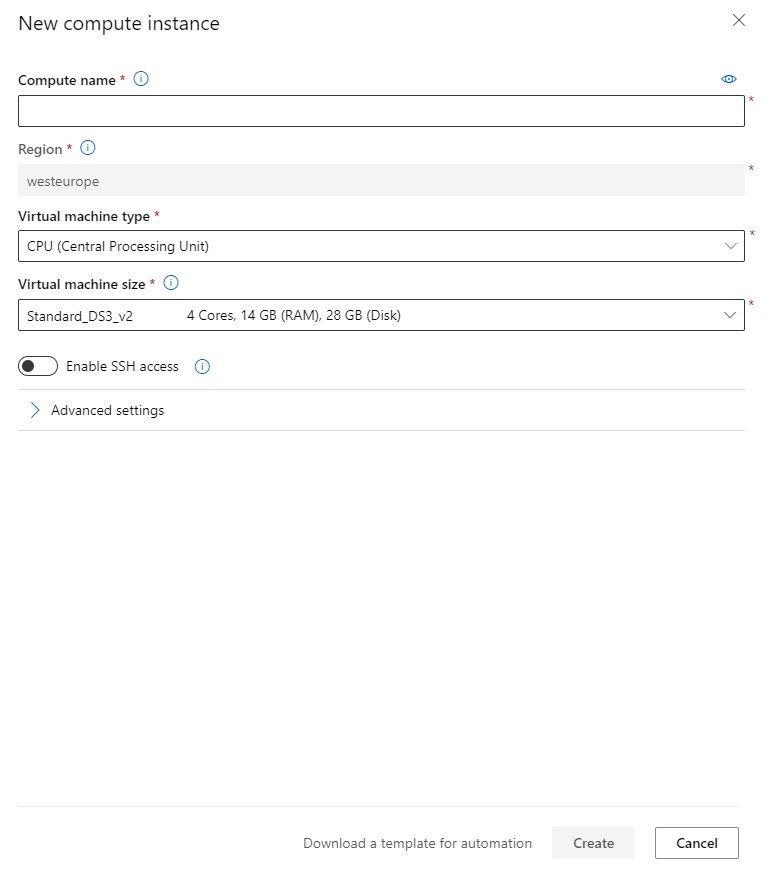 New compute instance
Compute name *
*
Region *
westeurope *
Virtual machine type *
CPU (Central Processing Unit) *
Virtual machine size *
Standard_DS3_v2 4 Cores, 14 GB (RAM), 28 GB (Disk) *
Enable SSH access
Advanced settings
Download a template for automation Create Cancel